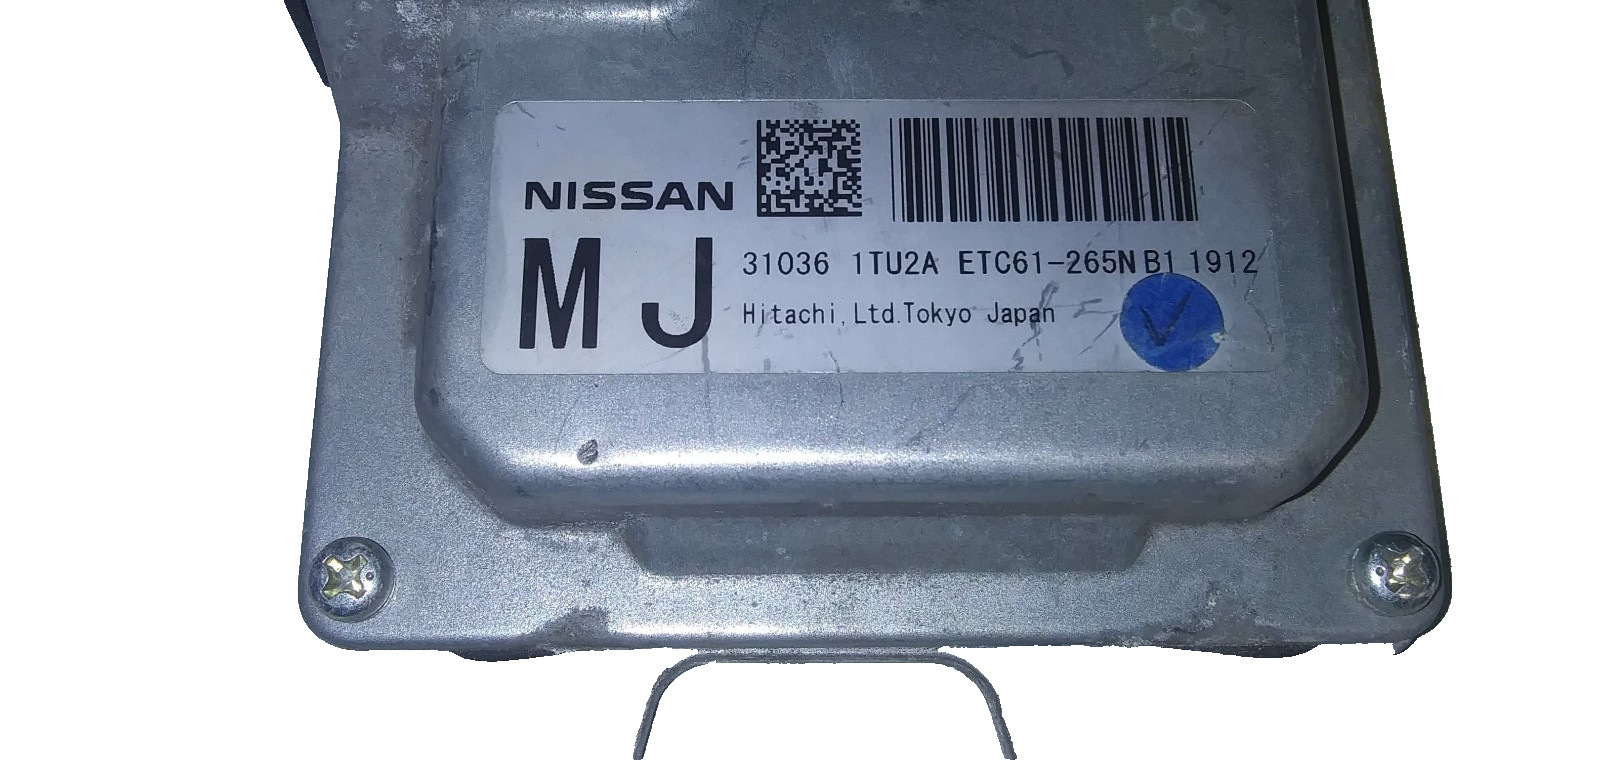 NISSAN
MJ
31036 1TU2A ETC61-265N B1 1912
Hitachi, Ltd. Tokyo Japan